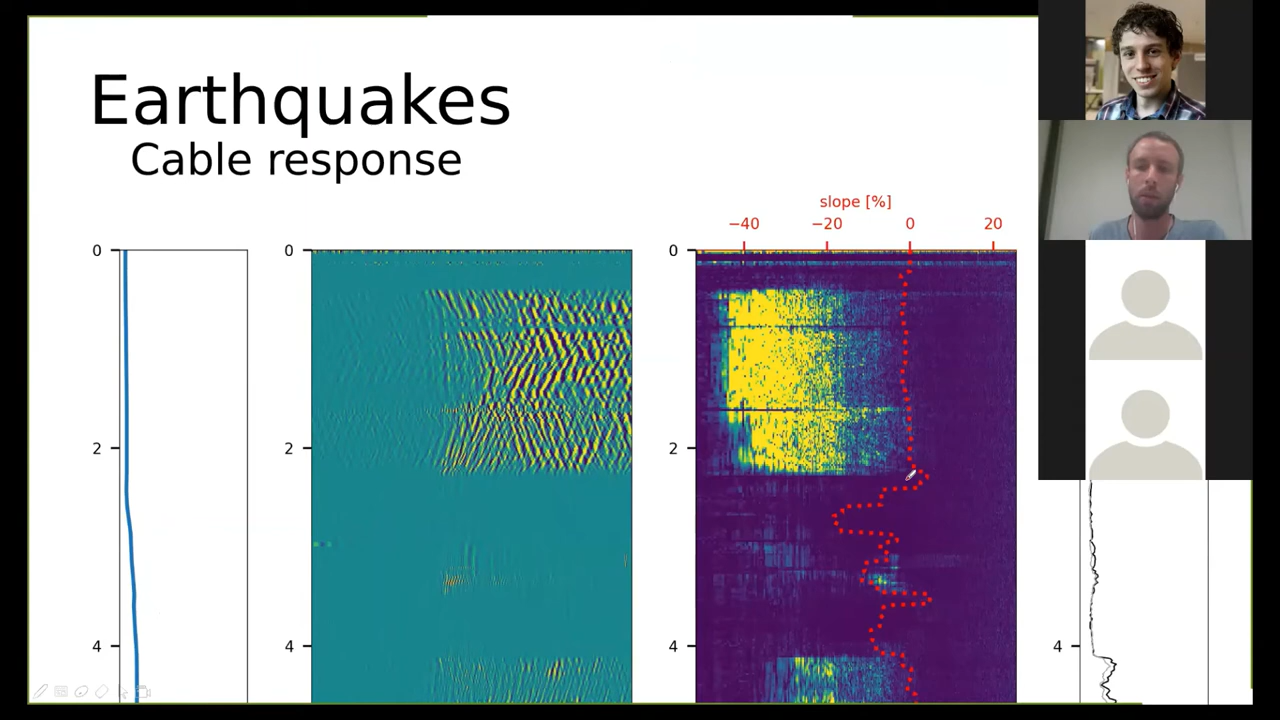 Earthquakes
Cable response
slope [%]
−40 −20 0 20
0 0 0
2 2 2
4 4 4 4